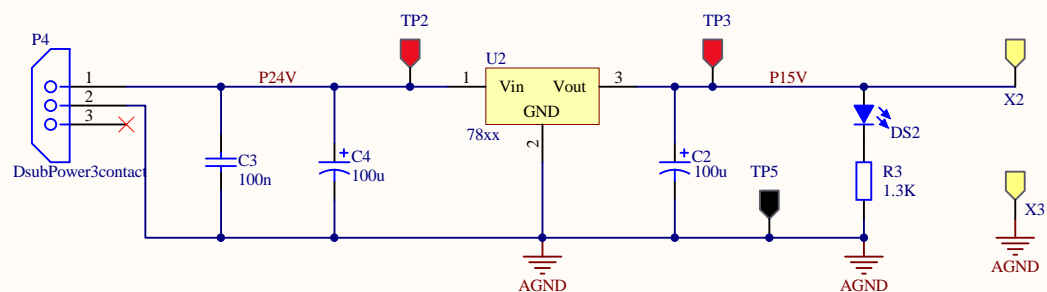 TP2
TP3
P4
U2
1
P24V
1
Vin
Vout
3
P15V
2
GND
X2
3
78xx
2
DS2
DsubPower3contact
C3
100n
C4
100u
C2
100u
TP5
R3
1.3K
X3
AGND
AGND
AGND